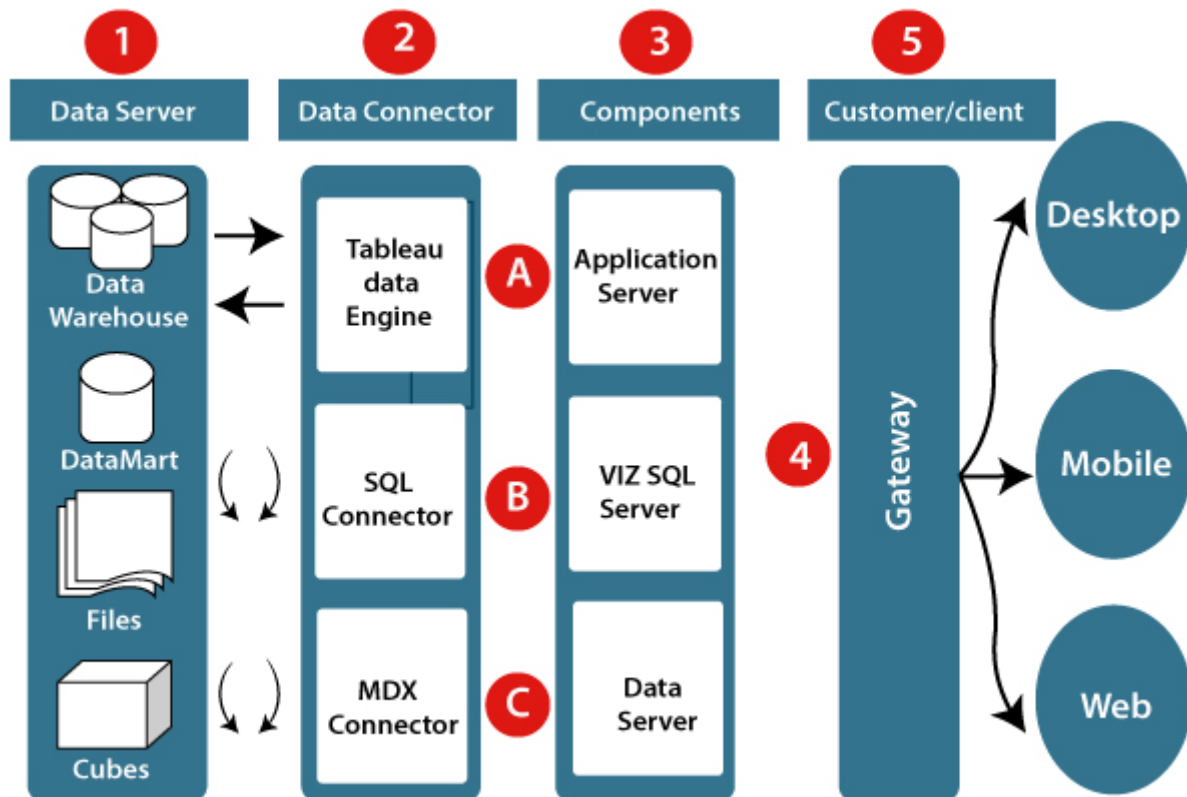 1
2
3
5
Data Server
Data Connector
Components
Customer/client
Data
Warehouse
DataMart
Files
Cubes
Tableau
data
Engine
SQL
Connector
MDX
Connector
A
B
C
Application
Server
VIZ SQL
Server
Data
Server
4
Gateway
Desktop
Mobile
Web